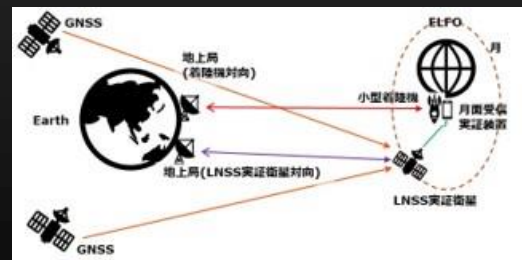 GNSS
ELFO
地上局
(着陸機対向)
月
小型着陸機
月面受信
実証装置
Earth
地上局(LNSS実証衛星対向)
LNSS実証衛星
GNSS